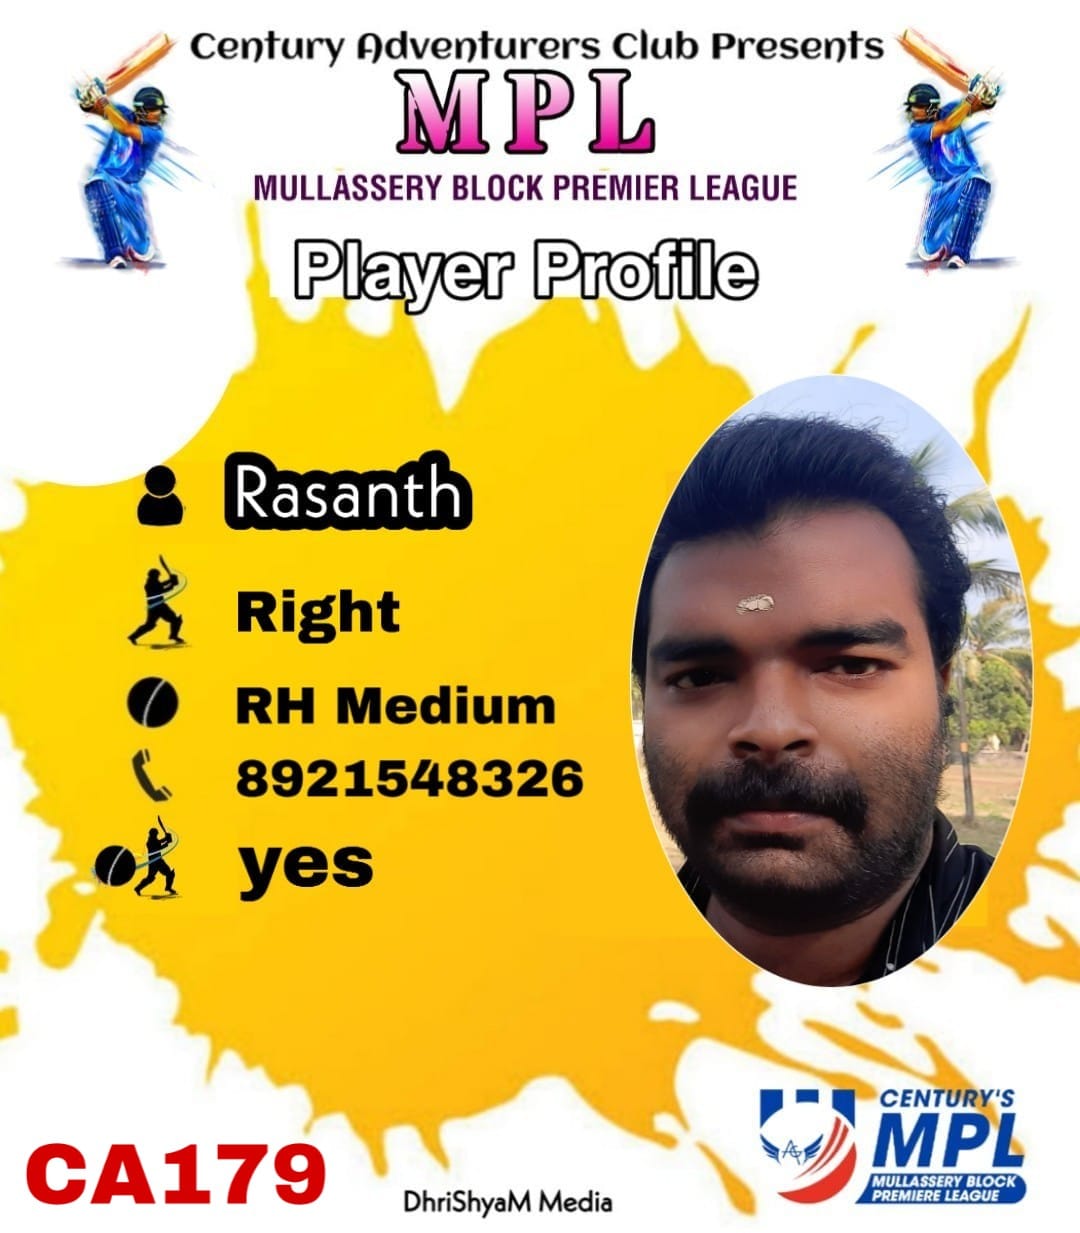 Century Adventurers Club Presents
MPL
MULLASSERY BLOCK PREMIER LEAGUE
Player Profile
Rasanth
Right
RH Medium
8921548326
yes
CA179
DhriShyaM Media
CENTURY'S
MPL
MULLASSERY BLOCK
PREMIERE LEAGUE